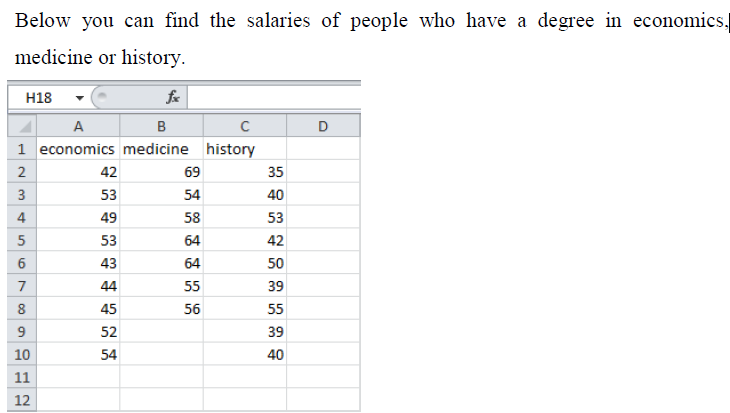 Below you can find the salaries of people who have a degree in economics,
medicine or history.
H18 fx
A B C D
1 economics medicine history
2 42 69 35
3 53 54 40
4 49 58 53
5 53 64 42
6 43 64 50
7 44 55 39
8 45 56 55
9 52 39
10 54 40
11
12